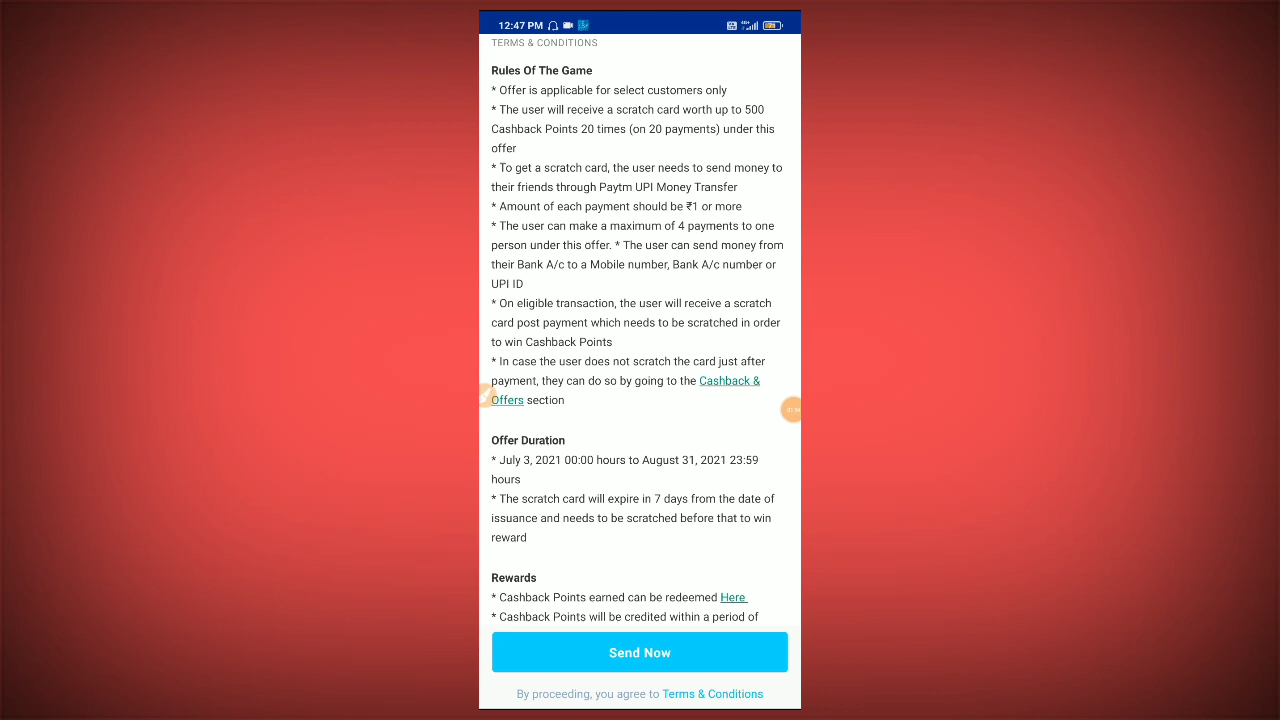 12:47 PM
TERMS & CONDITIONS
Rules Of The Game
* Offer is applicable for select customers only
* The user will receive a scratch card worth up to 500
Cashback Points 20 times (on 20 payments) under this
offer
* To get a scratch card, the user needs to send money to
their friends through Paytm UPI Money Transfer
* Amount of each payment should be ₹1 or more
* The user can make a maximum of 4 payments to one
person under this offer. * The user can send money from
their Bank A/c to a Mobile number, Bank A/c number or
UPI ID
* On eligible transaction, the user will receive a scratch
card post payment which needs to be scratched in order
to win Cashback Points
* In case the user does not scratch the card just after
payment, they can do so by going to the Cashback &
Offers section
Offer Duration
* July 3, 2021 00:00 hours to August 31, 2021 23:59
hours
* The scratch card will expire in 7 days from the date of
issuance and needs to be scratched before that to win
reward
Rewards
* Cashback Points earned can be redeemed Here
* Cashback Points will be credited within a period of
Send Now
By proceeding, you agree to Terms & Conditions